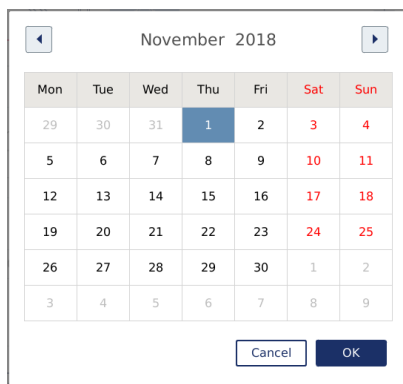 November 2018
Mon Tue Wed Thu Fri Sat Sun
29 30 31 1 2 3 4
5 6 7 8 9 10 11
12 13 14 15 16 17 18
19 20 21 22 23 24 25
26 27 28 29 30 1 2
3 4 5 6 7 8 9
Cancel OK